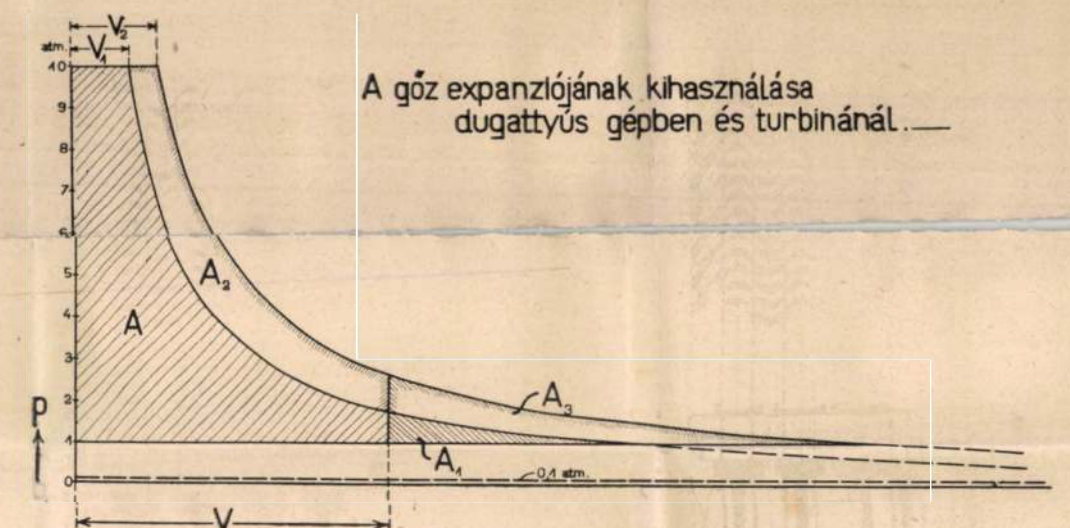 V₂
atm.
V₁
10
9
8
7
6
5
4
3
2
1
0
A gőz expanziójának kihasználása
dugattyús gépben és turbinánál.
A₂
A
A₃
A₁
p
0,1 atm.
V